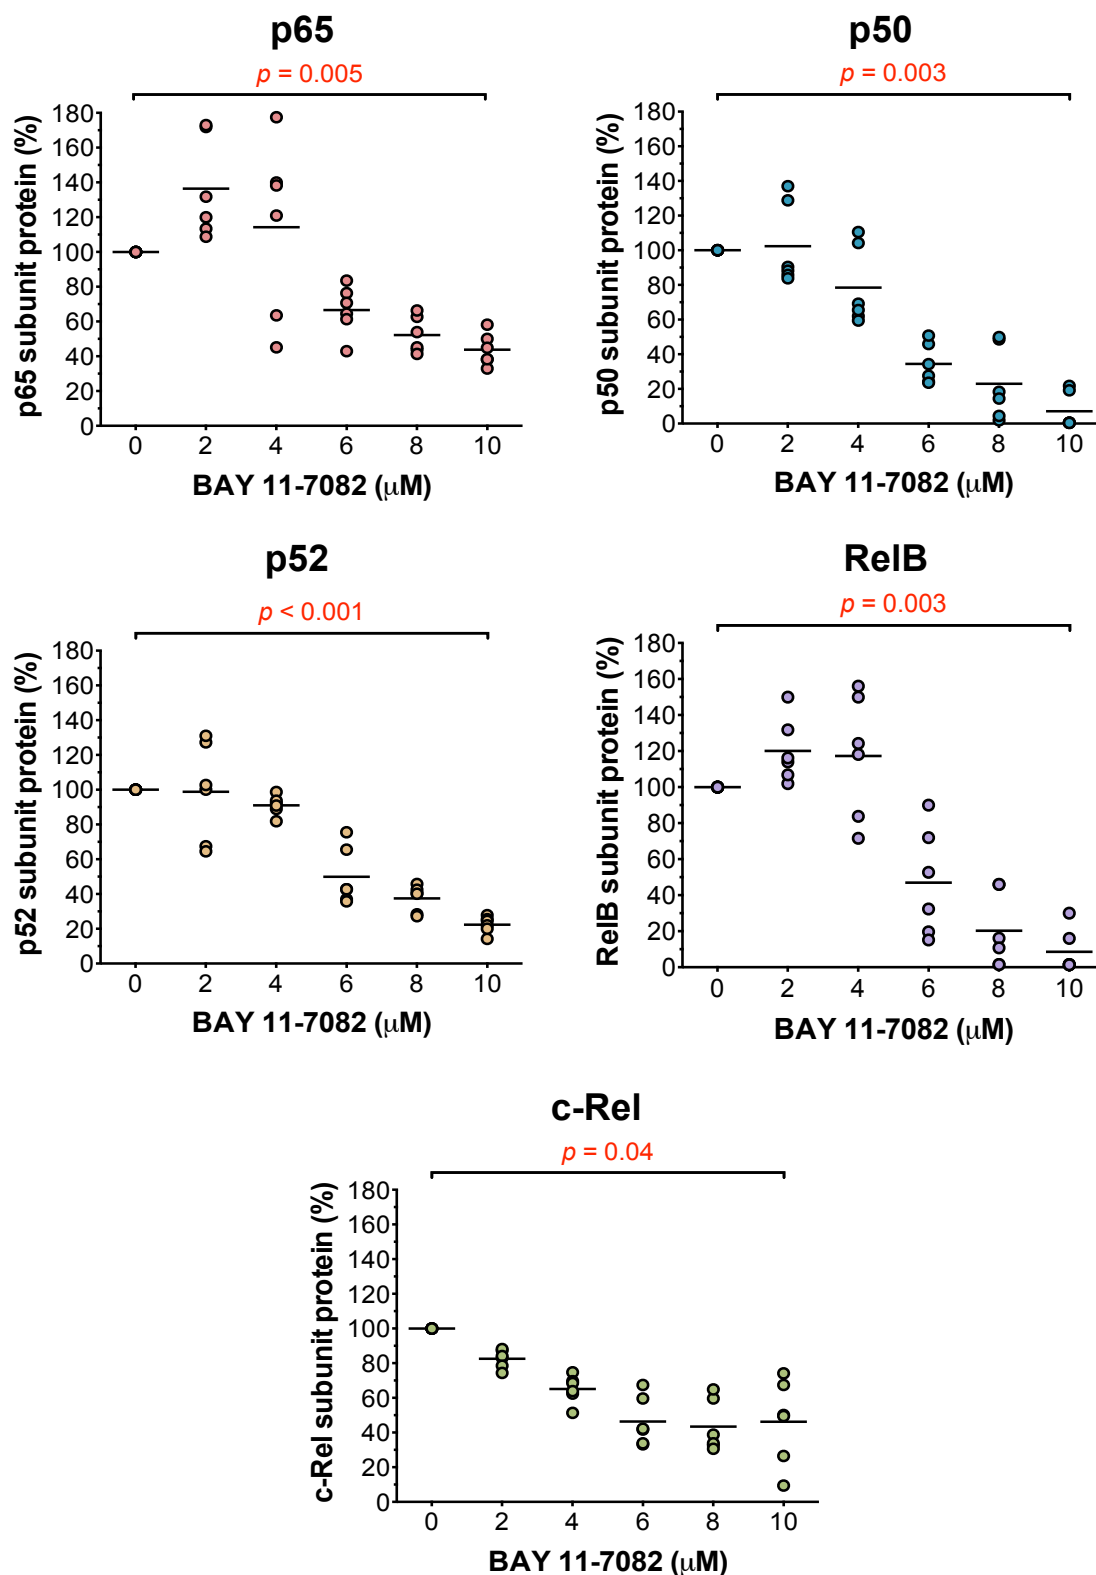 p65
p = 0.005
p65 subunit protein (%)
180
160
140
120
100
80
60
40
20
0
0 2 4 6 8 10
BAY 11-7082 (μM)
p50
p = 0.003
p50 subunit protein (%)
180
160
140
120
100
80
60
40
20
0
0 2 4 6 8 10
BAY 11-7082 (μM)
p52
p < 0.001
p52 subunit protein (%)
180
160
140
120
100
80
60
40
20
0
0 2 4 6 8 10
BAY 11-7082 (μM)
RelB
p = 0.003
RelB subunit protein (%)
180
160
140
120
100
80
60
40
20
0
0 2 4 6 8 10
BAY 11-7082 (μM)
c-Rel
p = 0.04
c-Rel subunit protein (%)
180
160
140
120
100
80
60
40
20
0
0 2 4 6 8 10
BAY 11-7082 (μM)